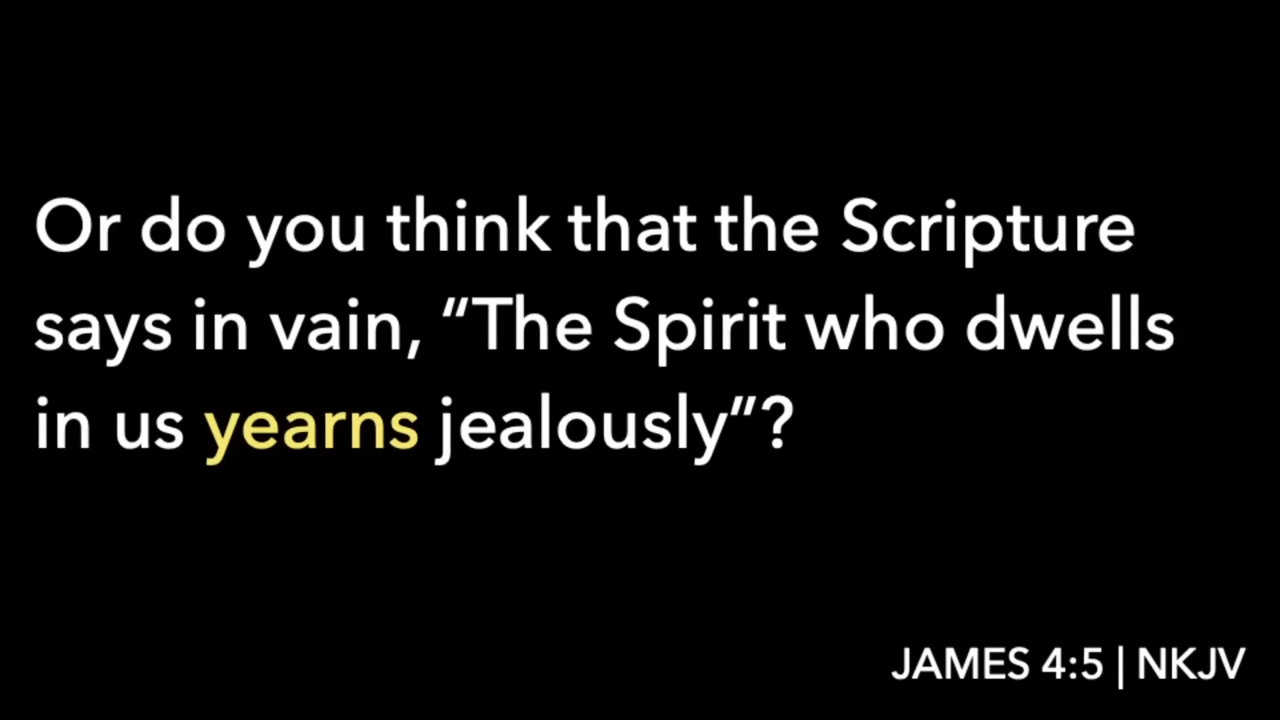 Or do you think that the Scripture
says in vain, “The Spirit who dwells
in us yearns jealously”?
JAMES 4:5 | NKJV